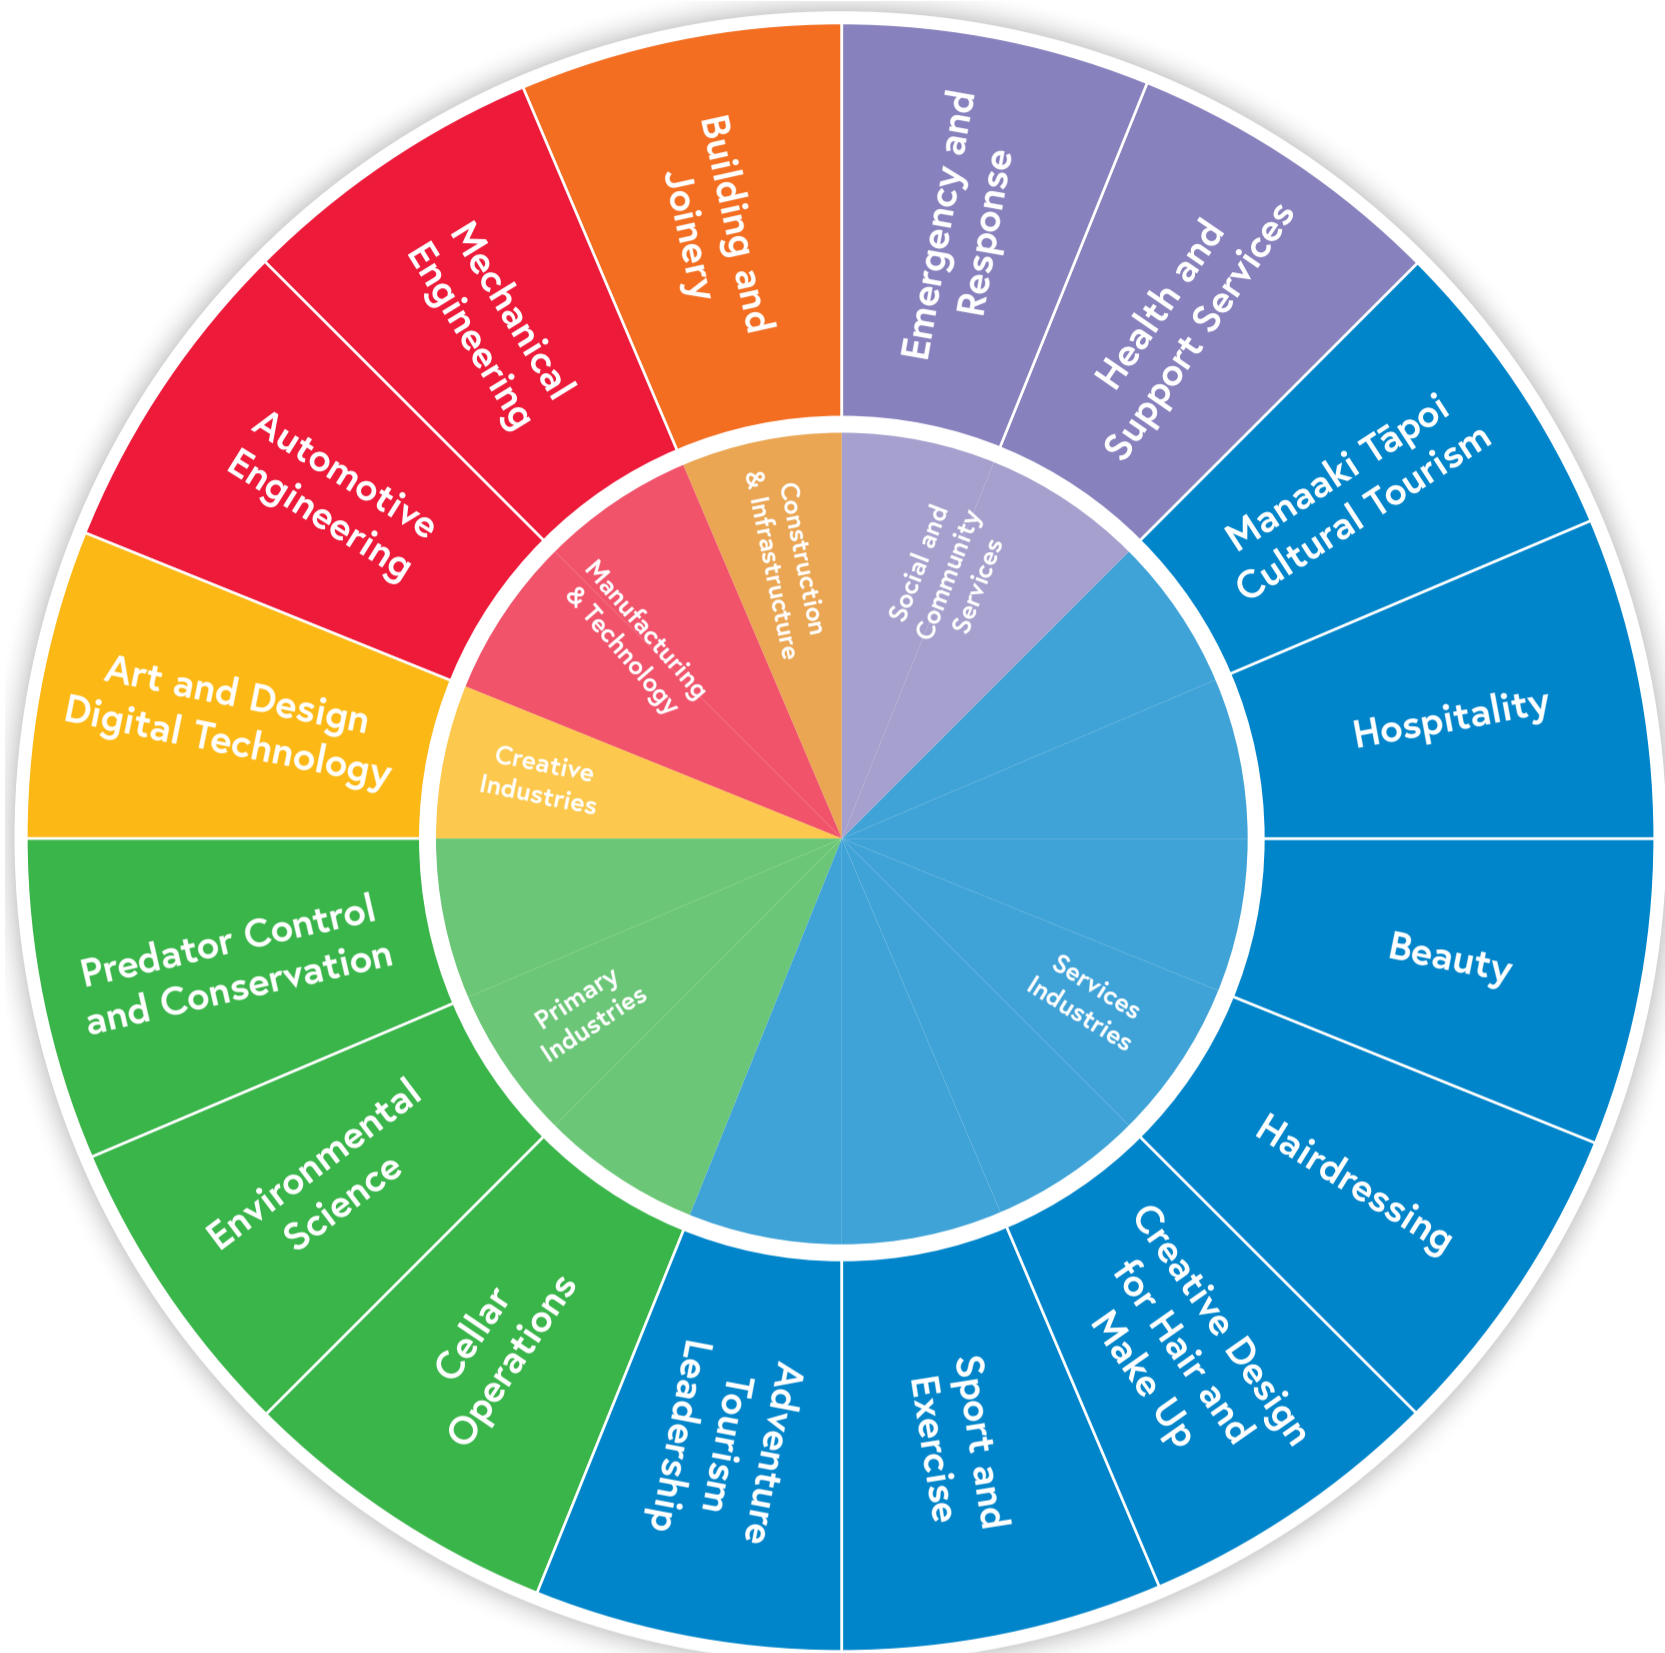 Emergency and
Response
Health and
Support Services
Manaaki Tāpoi
Cultural Tourism
Hospitality
Beauty
Hairdressing
Creative Design
for Hair and
Make Up
Sport and
Exercise
Adventure
Tourism
Leadership
Cellar
Operations
Environmental
Science
Predator Control
and Conservation
Art and Design
Digital Technology
Automotive
Engineering
Mechanical
Engineering
Building and
Joinery
Social and
Community
Services
Services
Industries
Primary
Industries
Creative
Industries
Manufacturing
& Technology
Construction
& Infrastructure